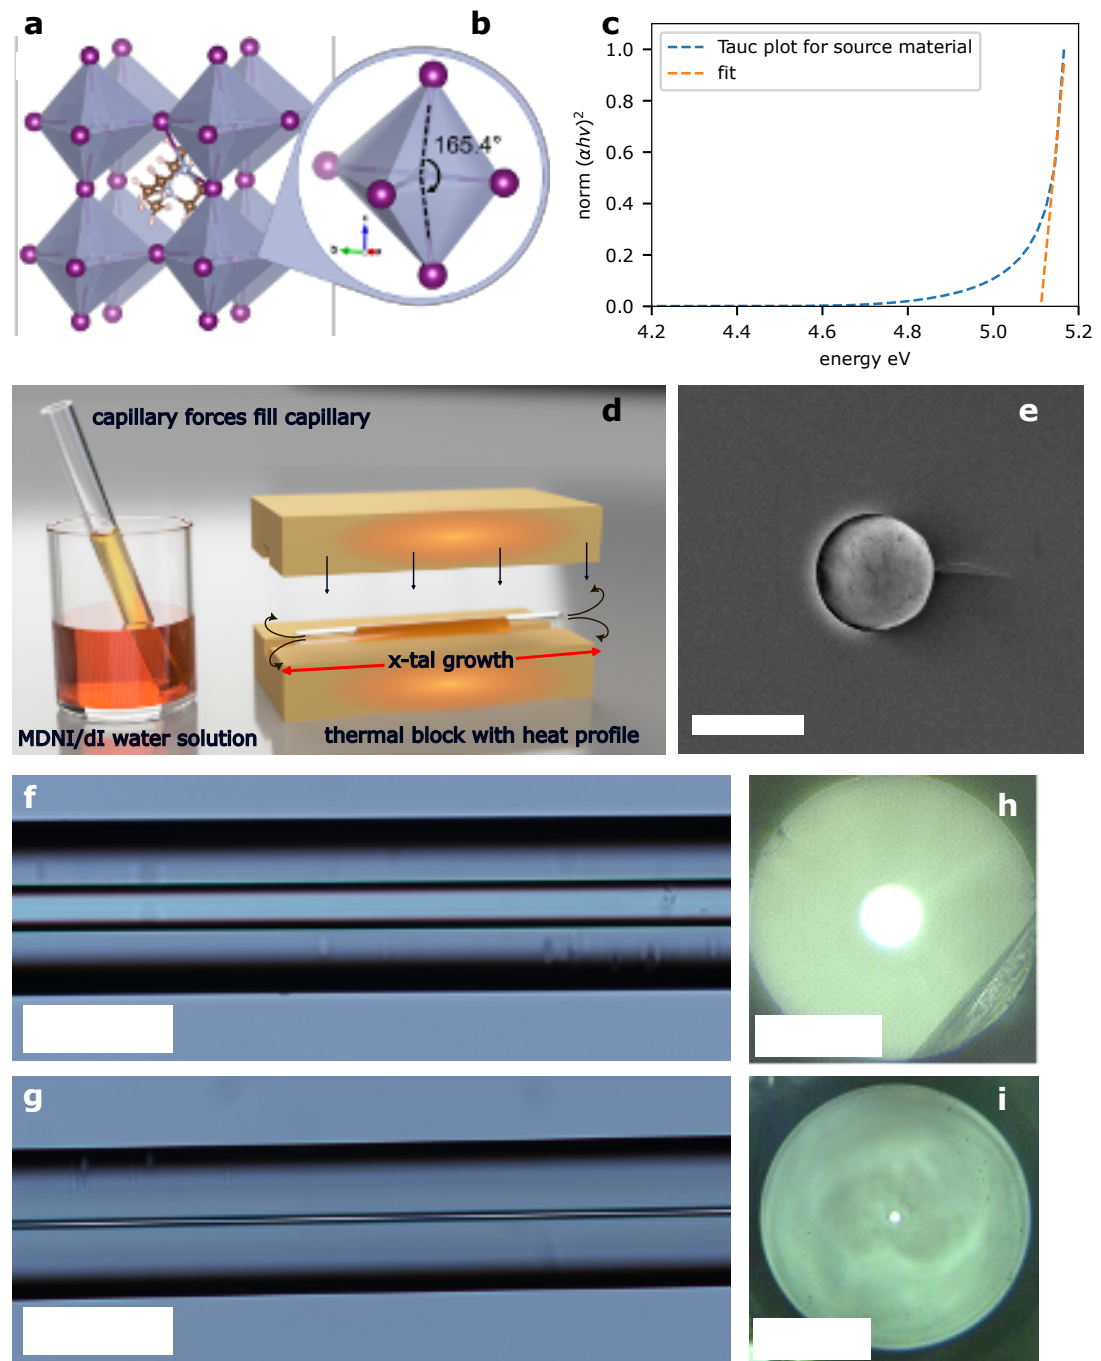 a
b
165.4°
c
Tauc plot for source material
fit
norm (αhν)²
1.0
0.8
0.6
0.4
0.2
0.0
4.2 4.4 4.6 4.8 5.0 5.2
energy eV
d
capillary forces fill capillary
x-tal growth
MDNI/dI water solution
thermal block with heat profile
e
f
h
g
i